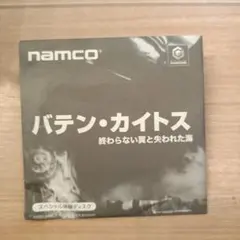 namco
バテン・カイトス
終わらない翼と失われた海
スペシャル体験ディスク